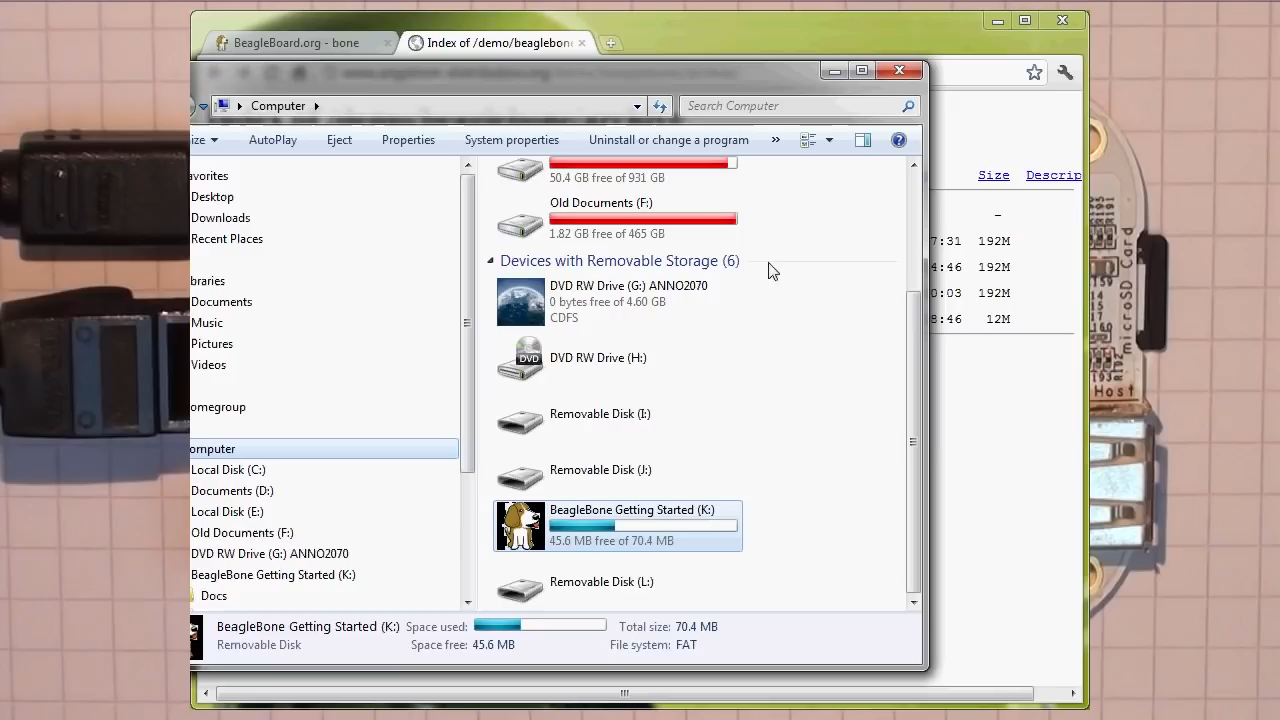 BeagleBoard.org - bone
Index of /demo/beaglebon
Computer
Search Computer
ize
AutoPlay
Eject
Properties
System properties
Uninstall or change a program
»
avorites
Desktop
Downloads
Recent Places
ibraries
Documents
Music
Pictures
Videos
omegroup
omputer
Local Disk (C:)
Documents (D:)
Local Disk (E:)
Old Documents (F:)
DVD RW Drive (G:) ANNO2070
BeagleBone Getting Started (K:)
Docs
50.4 GB free of 931 GB
Old Documents (F:)
1.82 GB free of 465 GB
Devices with Removable Storage (6)
DVD RW Drive (G:) ANNO2070
0 bytes free of 4.60 GB
CDFS
DVD
DVD RW Drive (H:)
Removable Disk (I:)
Removable Disk (J:)
BeagleBone Getting Started (K:)
45.6 MB free of 70.4 MB
Removable Disk (L:)
BeagleBone Getting Started (K:)
Space used:
Total size: 70.4 MB
Removable Disk
Space free: 45.6 MB
File system: FAT
Size
Descrip
-
7:31 192M
4:46 192M
0:03 192M
8:46 12M
microSD Card
Host
R191
R195